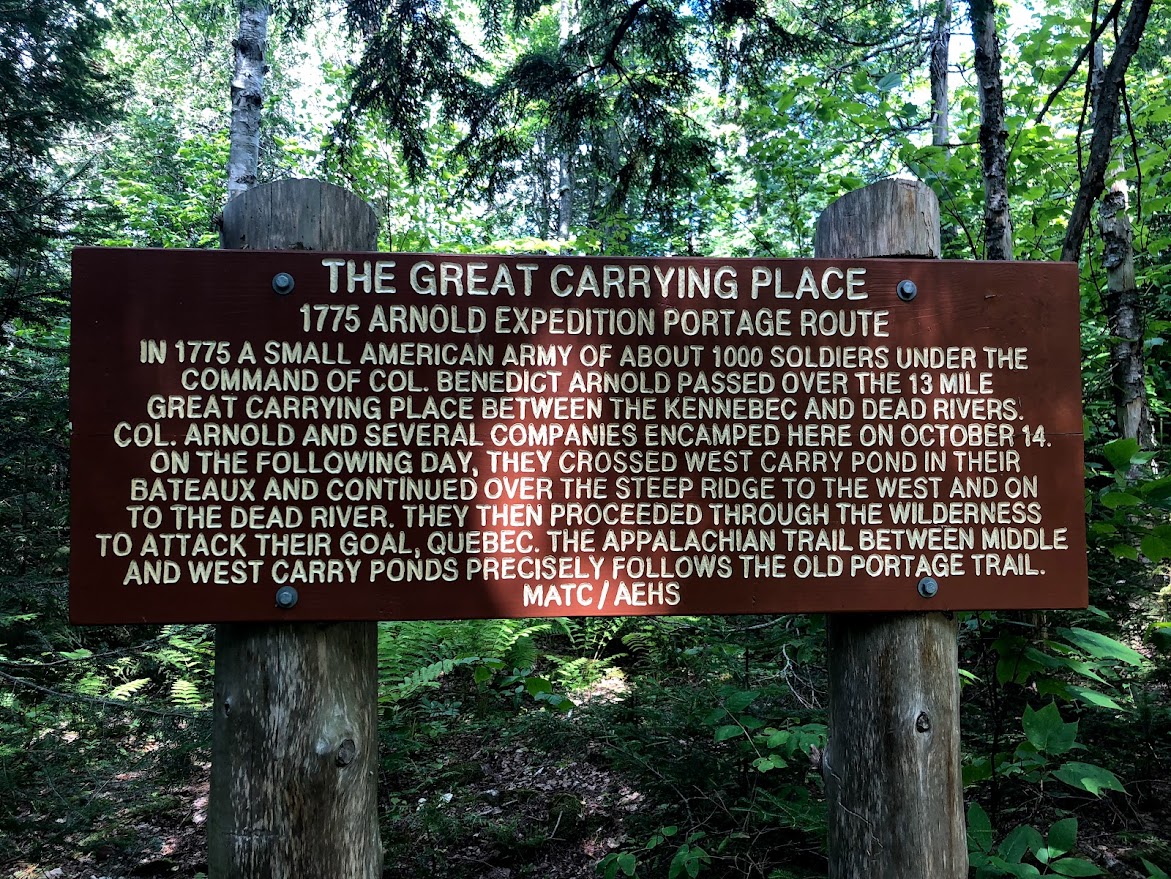 THE GREAT CARRYING PLACE
1775 ARNOLD EXPEDITION PORTAGE ROUTE
IN 1775 A SMALL AMERICAN ARMY OF ABOUT 1000 SOLDIERS UNDER THE
COMMAND OF COL. BENEDICT ARNOLD PASSED OVER THE 13 MILE
GREAT CARRYING PLACE BETWEEN THE KENNEBEC AND DEAD RIVERS.
COL. ARNOLD AND SEVERAL COMPANIES ENCAMPED HERE ON OCTOBER 14.
ON THE FOLLOWING DAY, THEY CROSSED WEST CARRY POND IN THEIR
BATEAUX AND CONTINUED OVER THE STEEP RIDGE TO THE WEST AND ON
TO THE DEAD RIVER. THEY THEN PROCEEDED THROUGH THE WILDERNESS
TO ATTACK THEIR GOAL, QUEBEC. THE APPALACHIAN TRAIL BETWEEN MIDDLE
AND WEST CARRY PONDS PRECISELY FOLLOWS THE OLD PORTAGE TRAIL.
MATC/AEHS